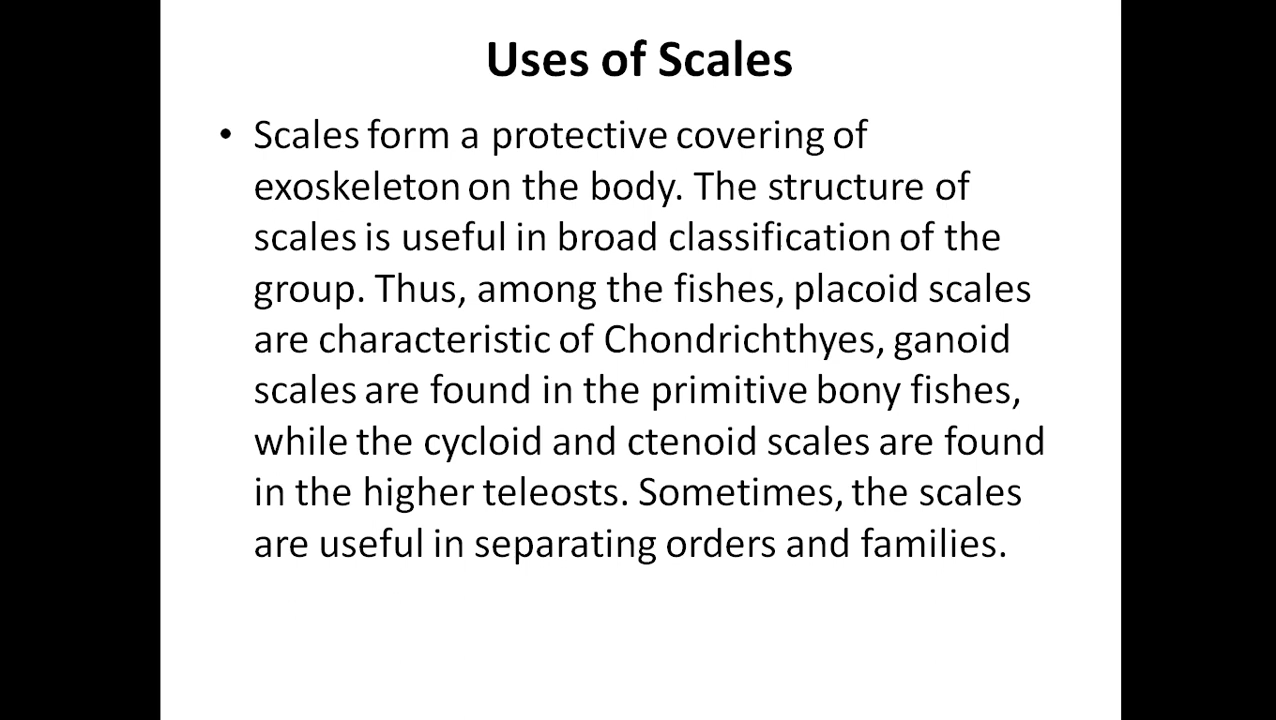 Uses of Scales
• Scales form a protective covering of
exoskeleton on the body. The structure of
scales is useful in broad classification of the
group. Thus, among the fishes, placoid scales
are characteristic of Chondrichthyes, ganoid
scales are found in the primitive bony fishes,
while the cycloid and ctenoid scales are found
in the higher teleosts. Sometimes, the scales
are useful in separating orders and families.